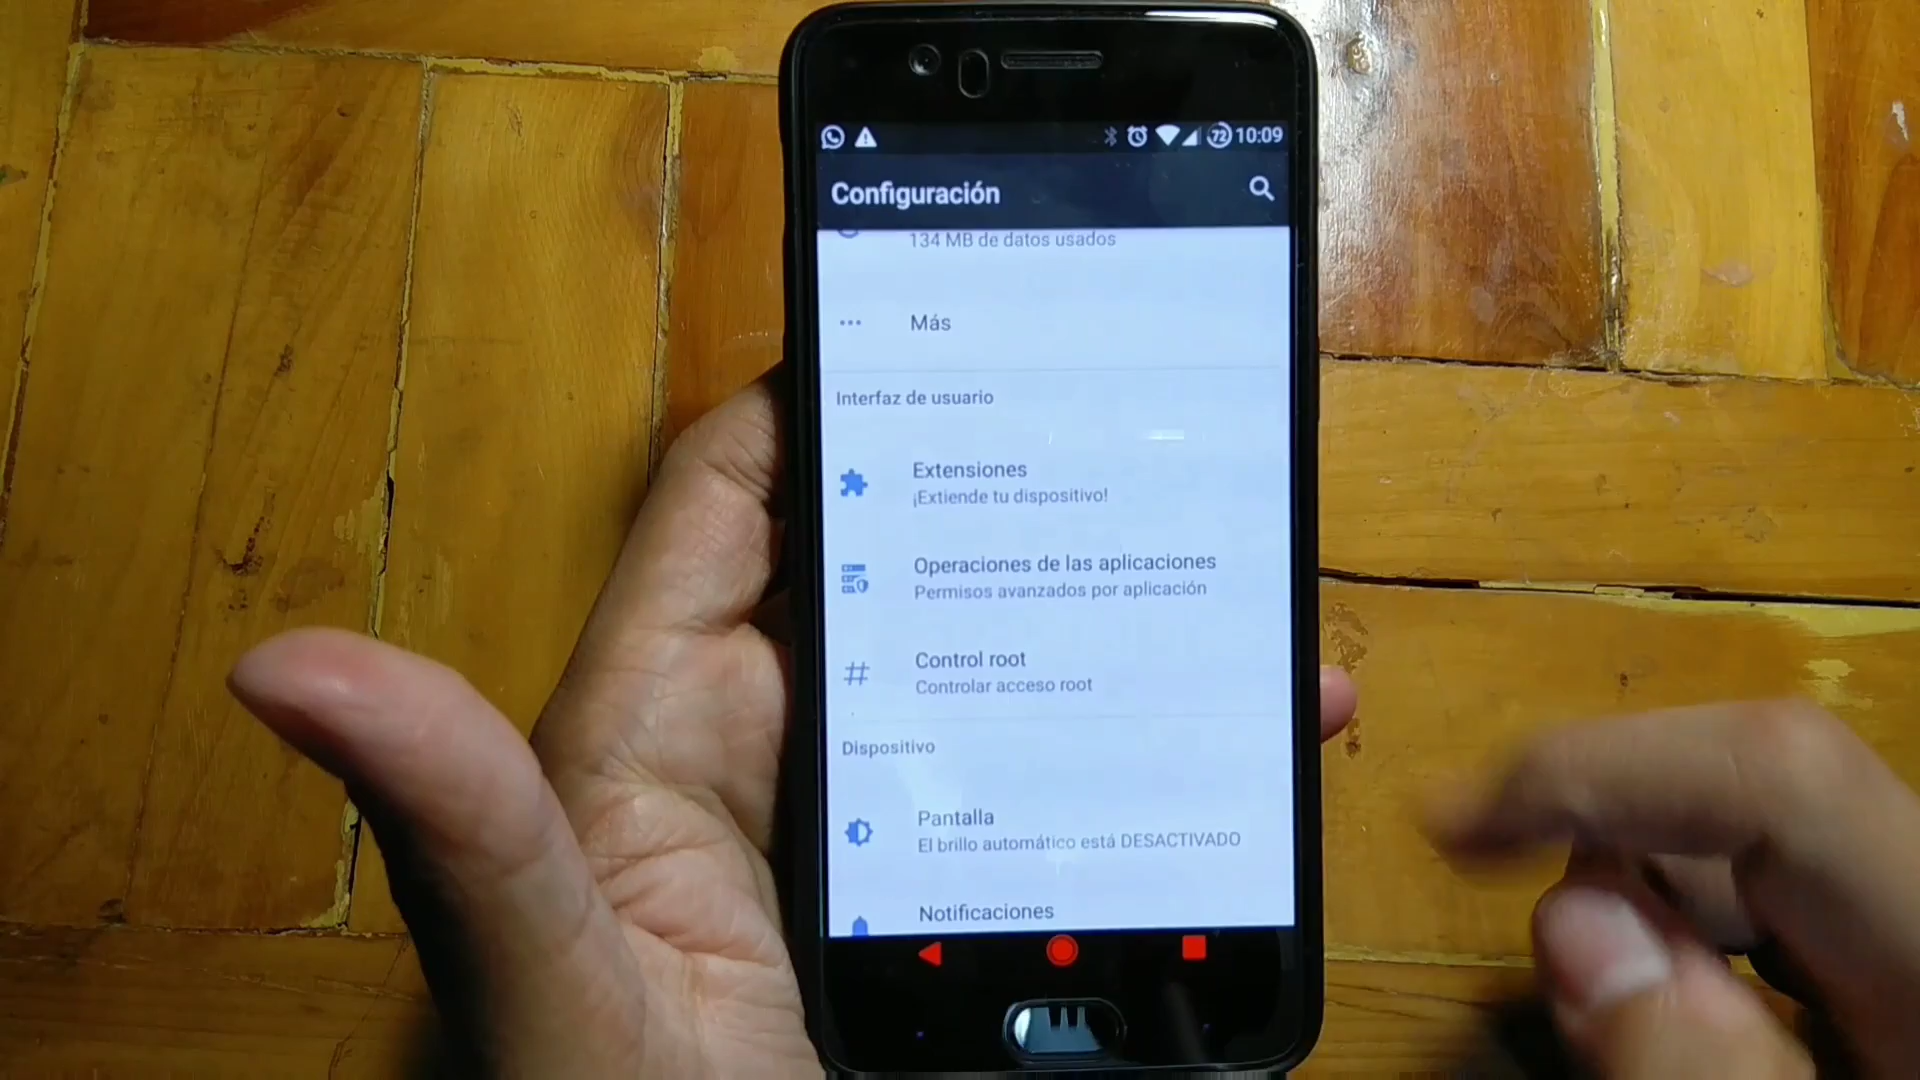 72 10:09
Configuración
134 MB de datos usados
Más
Interfaz de usuario
Extensiones
¡Extiende tu dispositivo!
Operaciones de las aplicaciones
Permisos avanzados por aplicación
Control root
Controlar acceso root
Dispositivo
Pantalla
El brillo automático está DESACTIVADO
Notificaciones